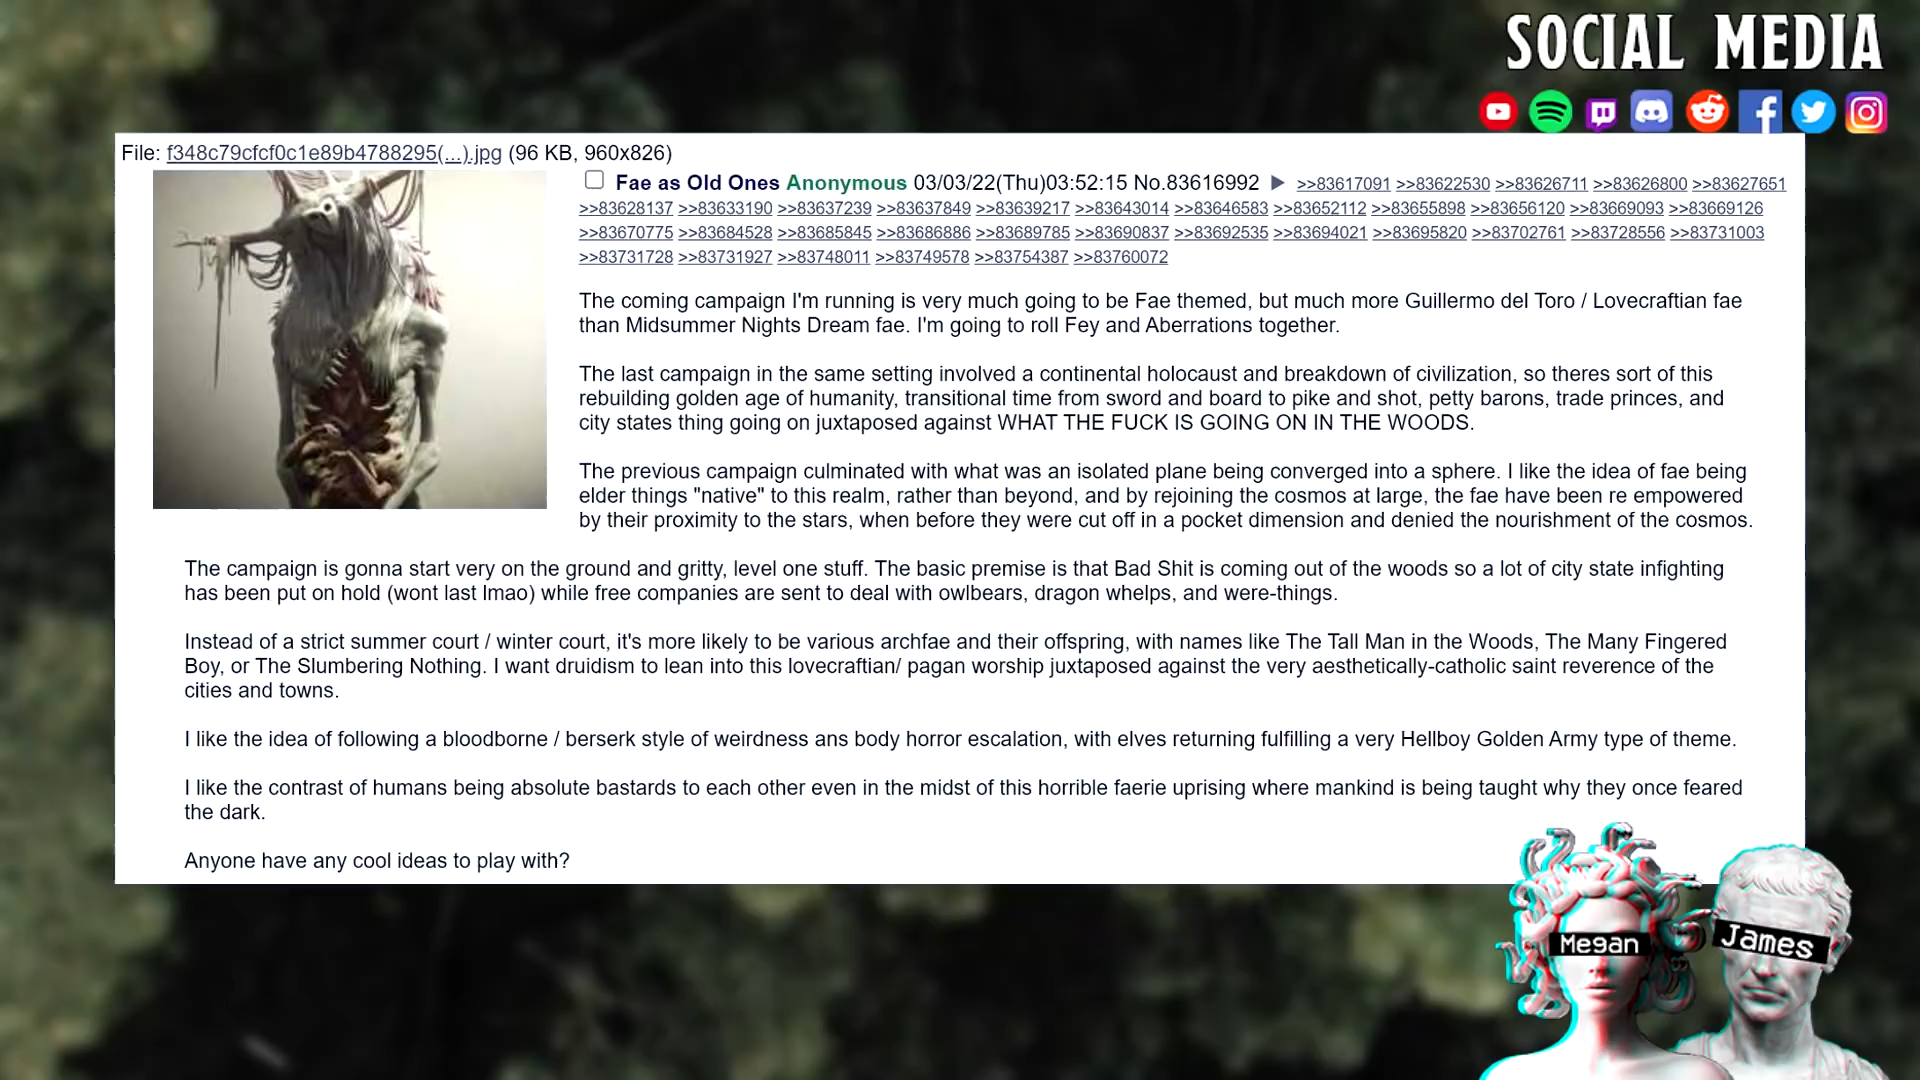 SOCIAL MEDIA
File: f348c79cfcf0c1e89b4788295(...).jpg (96 KB, 960x826)
Fae as Old Ones Anonymous 03/03/22(Thu)03:52:15 No.83616992 ▶ >>83617091 >>83622530 >>83626711 >>83626800 >>83627651
>>83628137 >>83633190 >>83637239 >>83637849 >>83639217 >>83643014 >>83646583 >>83652112 >>83655898 >>83656120 >>83669093 >>83669126
>>83670775 >>83684528 >>83685845 >>83686886 >>83689785 >>83690837 >>83692535 >>83694021 >>83695820 >>83702761 >>83728556 >>83731003
>>83731728 >>83731927 >>83748011 >>83749578 >>83754387 >>83760072
The coming campaign I'm running is very much going to be Fae themed, but much more Guillermo del Toro / Lovecraftian fae
than Midsummer Nights Dream fae. I'm going to roll Fey and Aberrations together.
The last campaign in the same setting involved a continental holocaust and breakdown of civilization, so theres sort of this
rebuilding golden age of humanity, transitional time from sword and board to pike and shot, petty barons, trade princes, and
city states thing going on juxtaposed against WHAT THE FUCK IS GOING ON IN THE WOODS.
The previous campaign culminated with what was an isolated plane being converged into a sphere. I like the idea of fae being
elder things "native" to this realm, rather than beyond, and by rejoining the cosmos at large, the fae have been re empowered
by their proximity to the stars, when before they were cut off in a pocket dimension and denied the nourishment of the cosmos.
The campaign is gonna start very on the ground and gritty, level one stuff. The basic premise is that Bad Shit is coming out of the woods so a lot of city state infighting
has been put on hold (wont last lmao) while free companies are sent to deal with owlbears, dragon whelps, and were-things.
Instead of a strict summer court / winter court, it's more likely to be various archfae and their offspring, with names like The Tall Man in the Woods, The Many Fingered
Boy, or The Slumbering Nothing. I want druidism to lean into this lovecraftian/ pagan worship juxtaposed against the very aesthetically-catholic saint reverence of the
cities and towns.
I like the idea of following a bloodborne / berserk style of weirdness ans body horror escalation, with elves returning fulfilling a very Hellboy Golden Army type of theme.
I like the contrast of humans being absolute bastards to each other even in the midst of this horrible faerie uprising where mankind is being taught why they once feared
the dark.
Anyone have any cool ideas to play with?
Megan
James